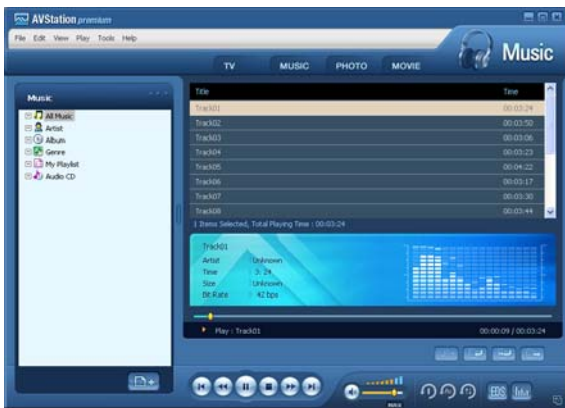 AVStation premium
File Edit View Play Tools Help
Music
TV MUSIC PHOTO MOVIE
Music
All Music
Artist
Album
Genre
My Playlist
Audio CD
Title Time
Track01 00:03:24
Track02 00:03:50
Track03 00:03:06
Track04 00:03:23
Track05 00:04:22
Track06 00:03:17
Track07 00:03:30
Track08 00:03:44
1 Items Selected, Total Playing Time : 00:03:24
Track01
Artist : Unknown
Time : 3: 24
Size : Unknown
Bit Rate : 42 bps
Play : Track01 00:00:09 / 00:03:24
EDS